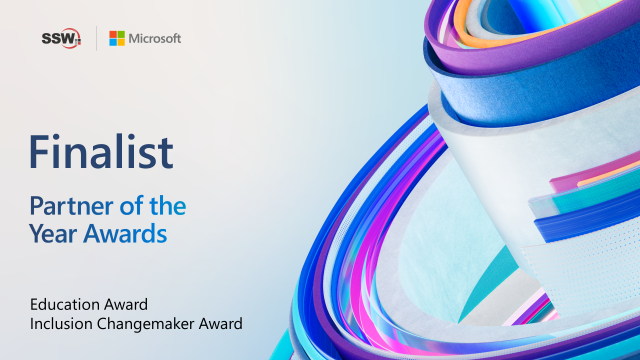 SSW
Microsoft
Finalist
Partner of the
Year Awards
Education Award
Inclusion Changemaker Award